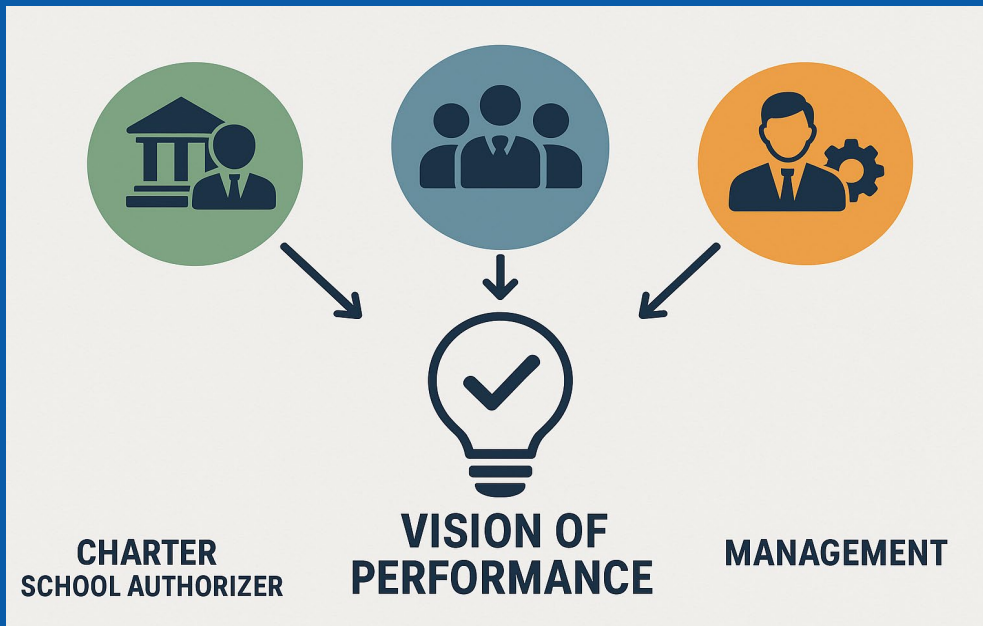 CHARTER
SCHOOL AUTHORIZER
VISION OF
PERFORMANCE
MANAGEMENT